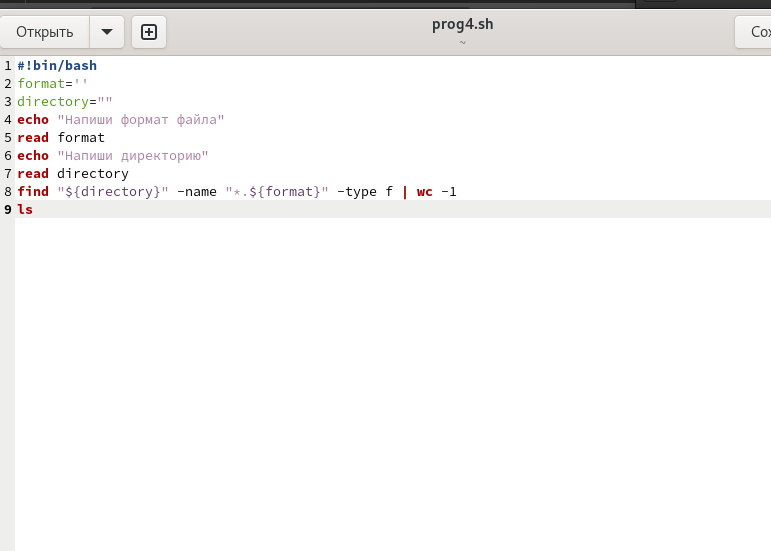 Открыть
prog4.sh
~
1 #!bin/bash
2 format=''
3 directory=""
4 echo "Напиши формат файла"
5 read format
6 echo "Напиши директорию"
7 read directory
8 find "${directory}" -name "*.${format}" -type f | wc -1
9 ls